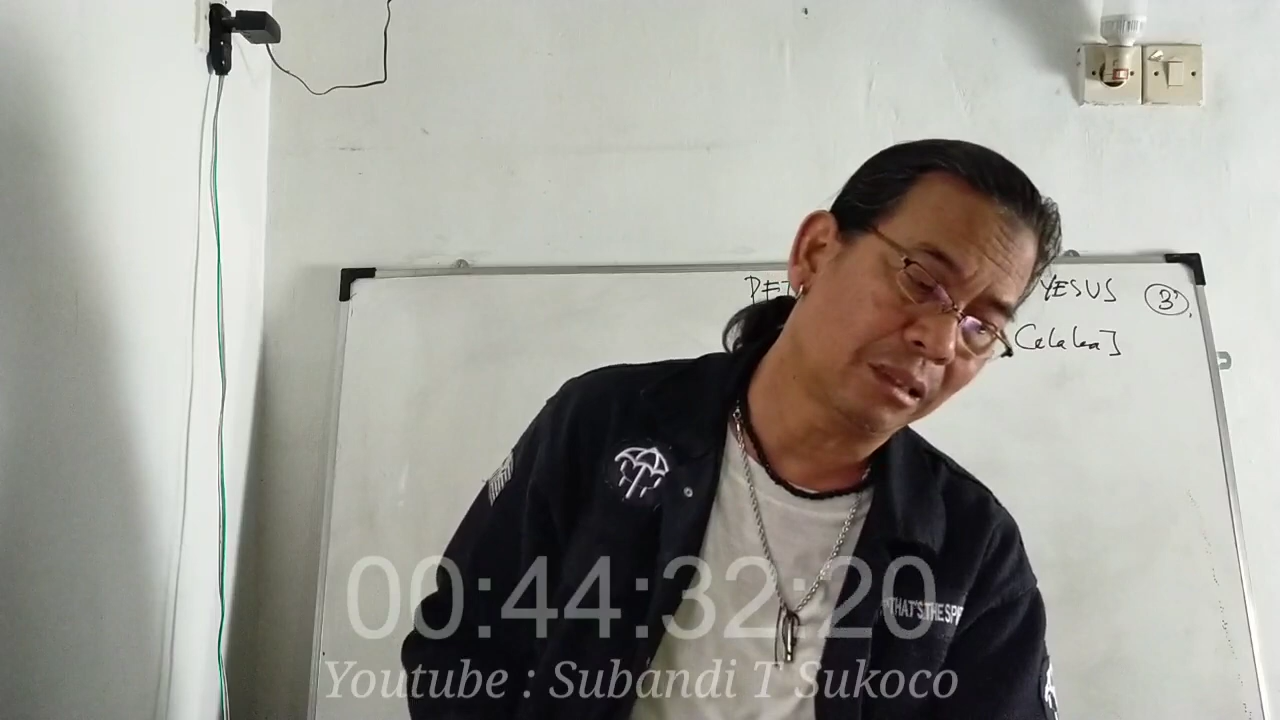 YESUS 3
Celaka]
"THAT'S THE SPI
00:44:32:20
Youtube : Subandi T Sukoco